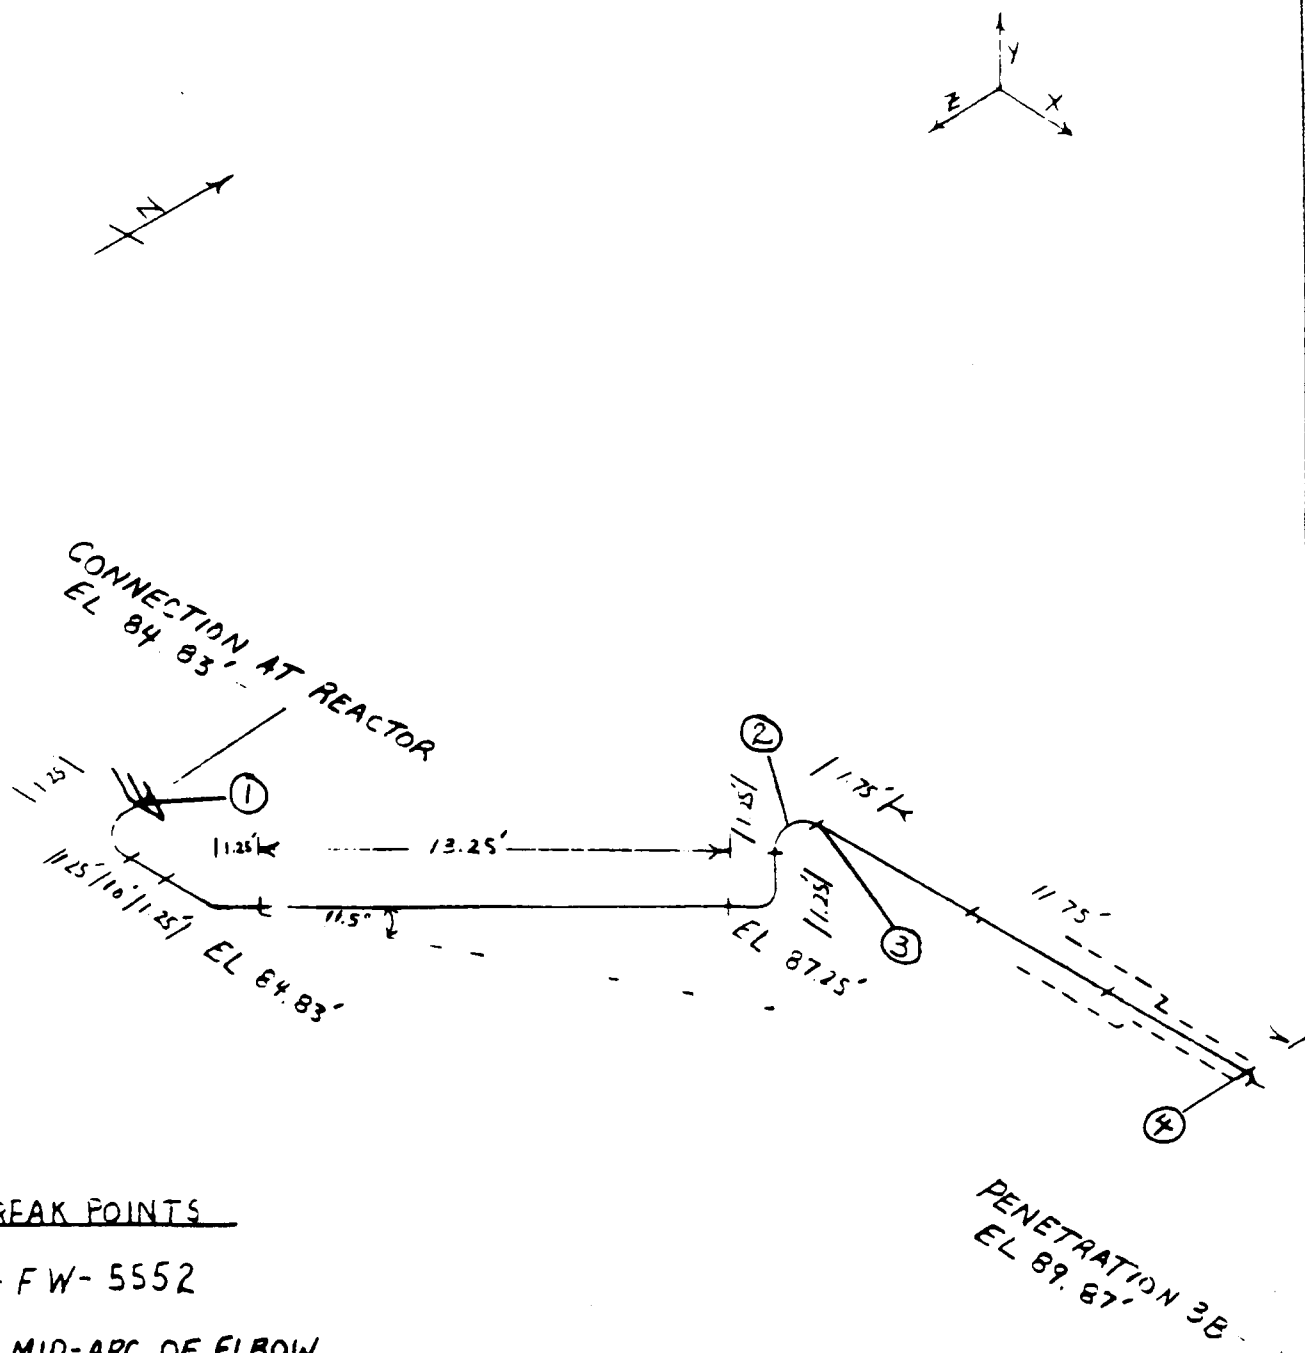 Y
Z
X
N
CONNECTION AT REACTOR
EL 84.83'
1.25
1
2
1.75'
1.25'
13.25'
1.25'
1.25'
1.25' 1.0' 1.25'
EL 84.83'
11.5°
EL 87.25'
3
11.75'
4
PENETRATION 3B
EL 89.87'
REAK POINTS
- FW-5552
MID-ARC OF ELBOW